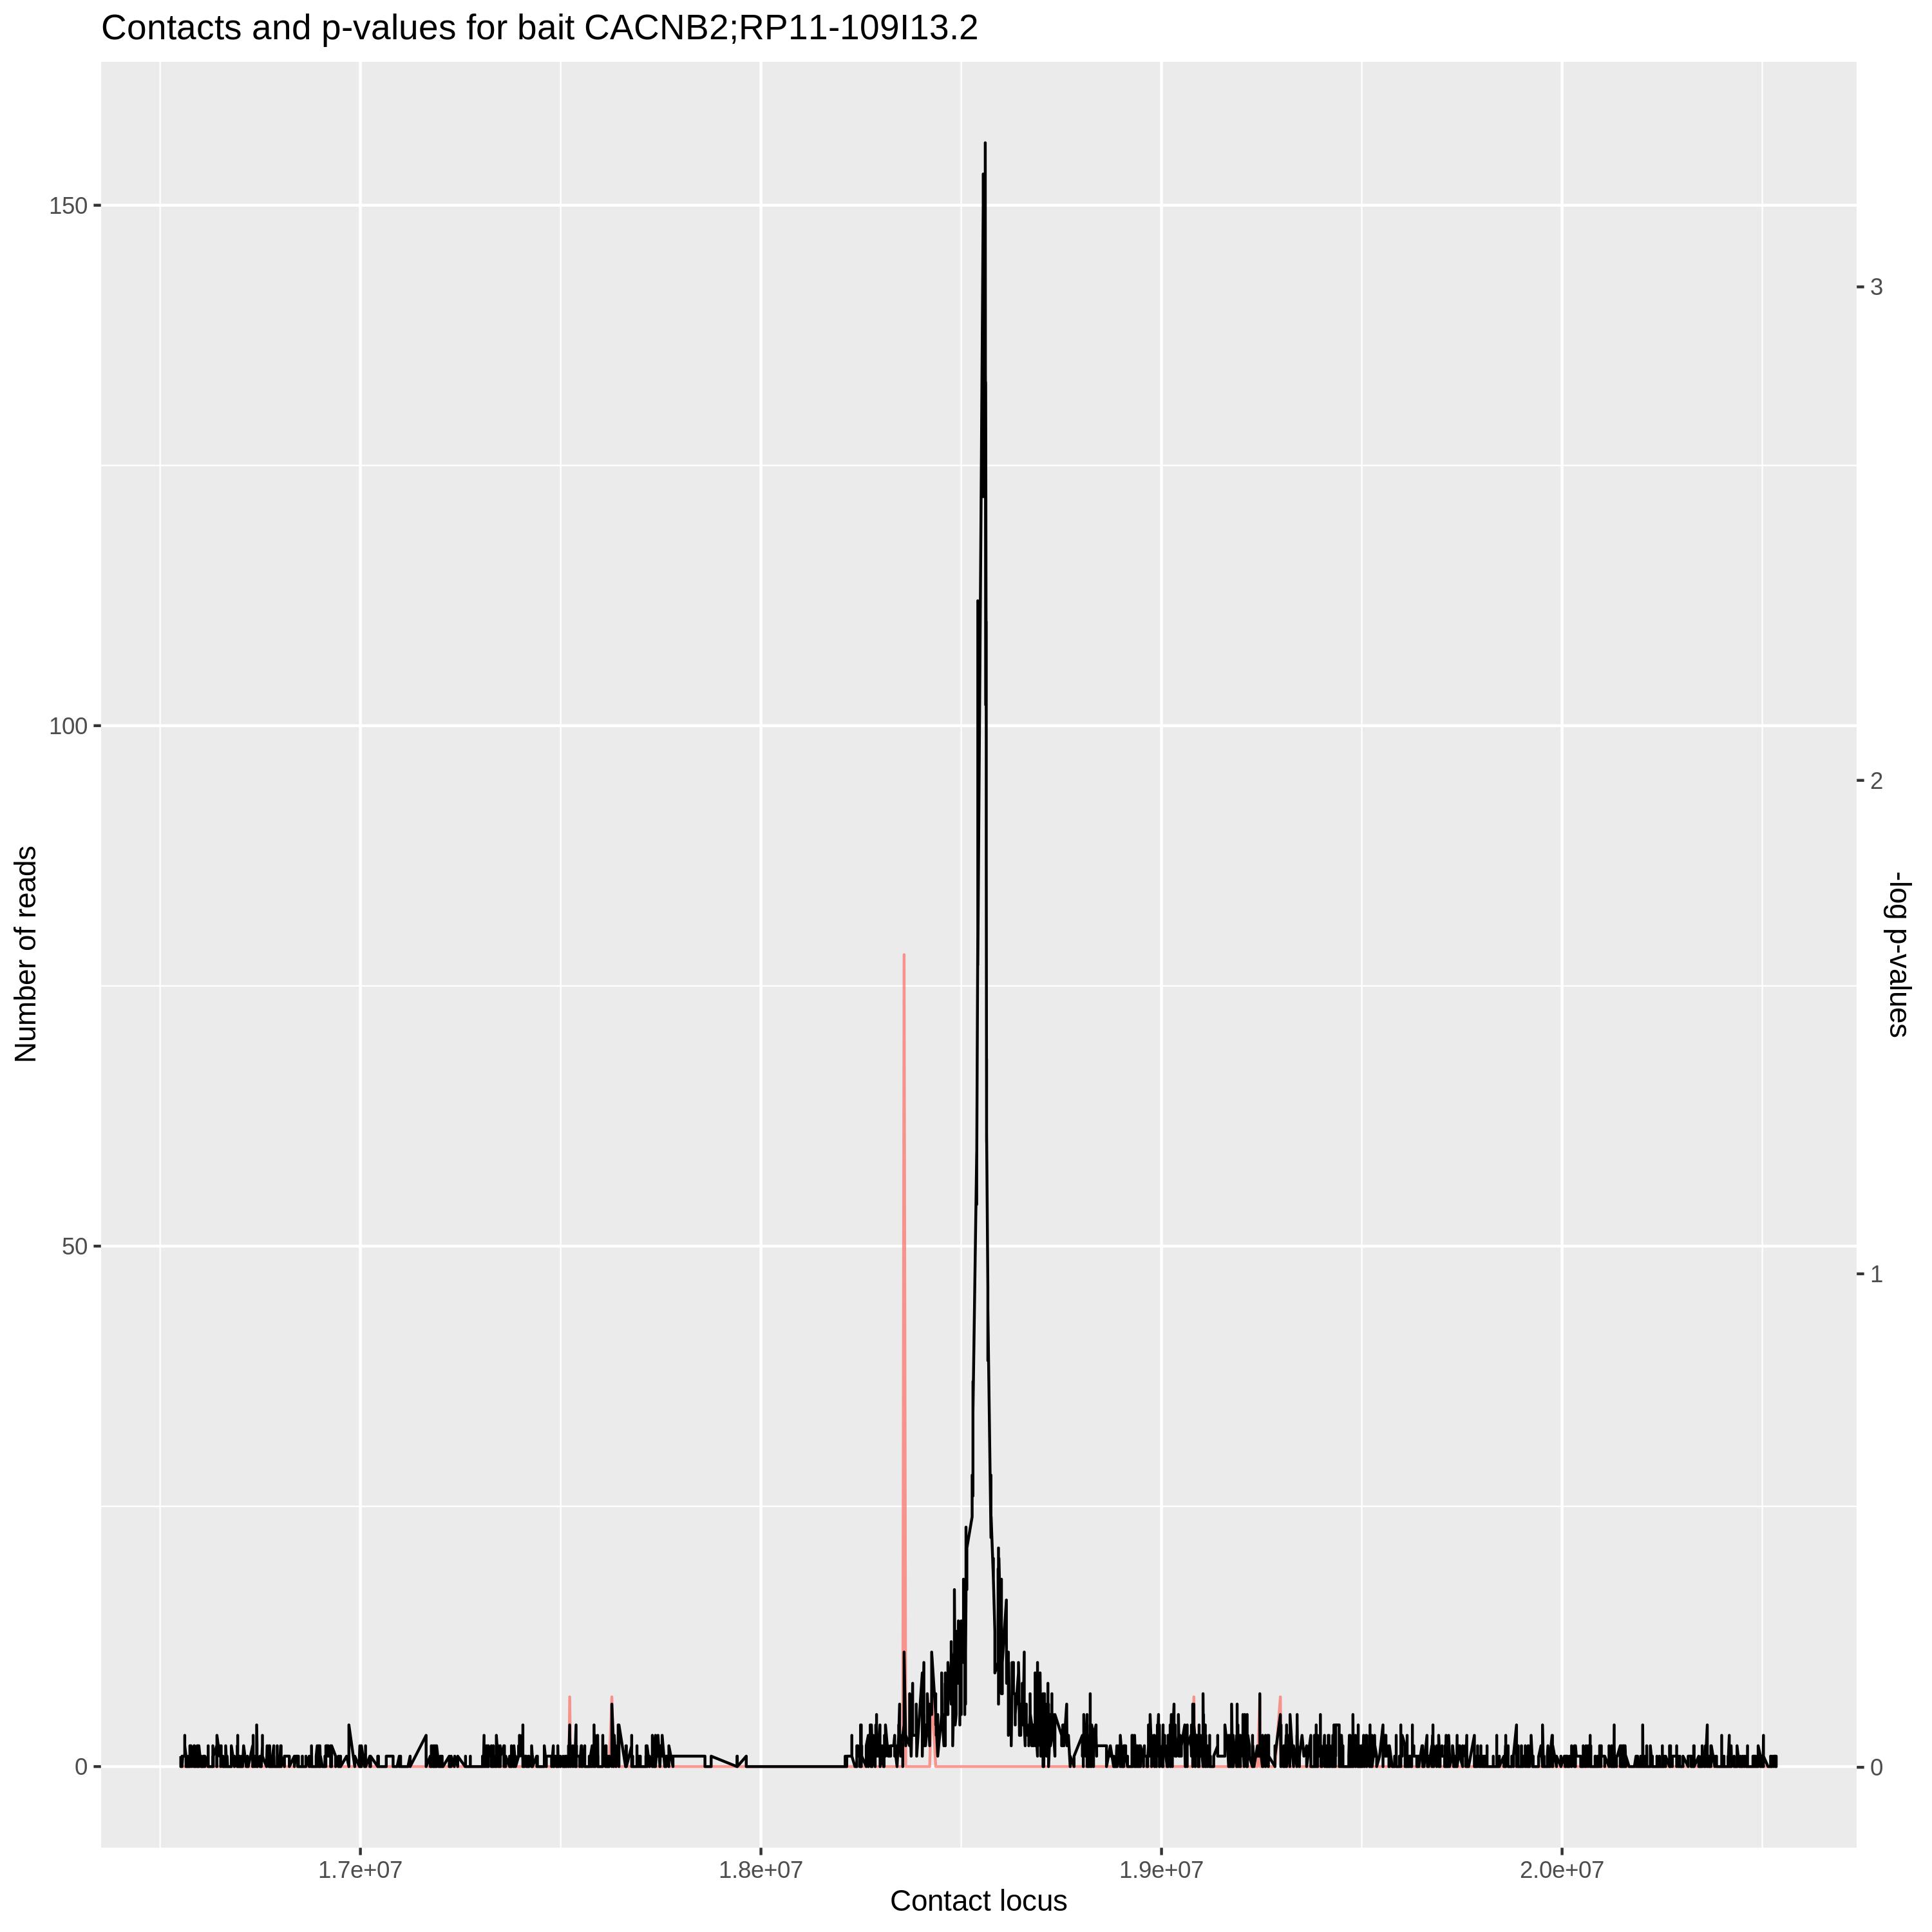 Contacts and p-values for bait CACNB2;RP11-109I13.2
150
100
50
0
Number of reads
3
2
1
0
-log p-values
1.7e+07
1.8e+07
1.9e+07
2.0e+07
Contact locus